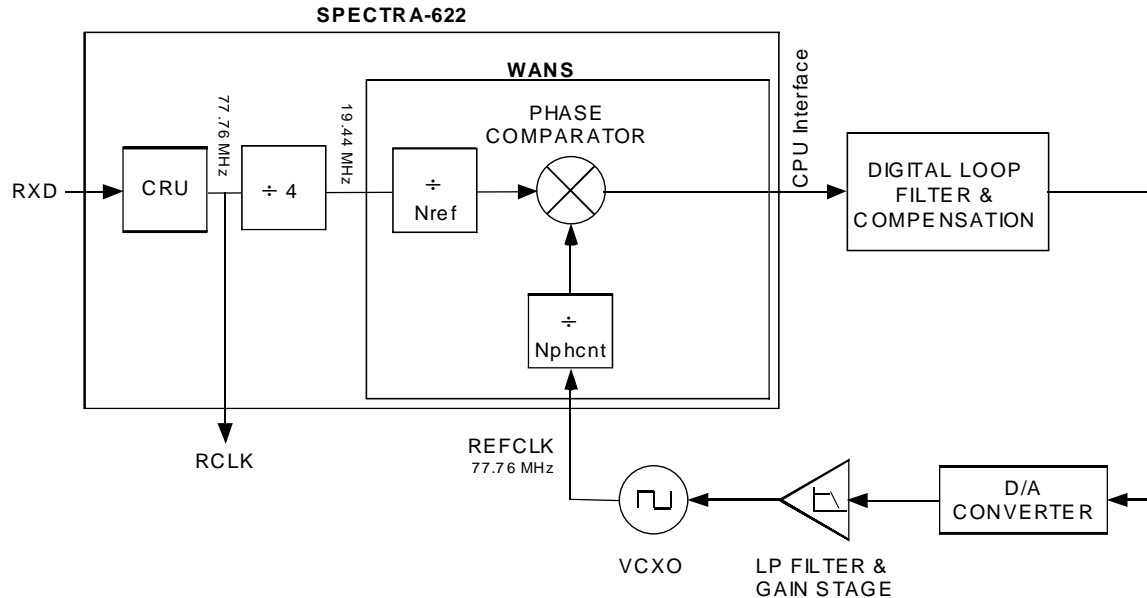 SPECTRA-622
WANS
77.76 MHz
19.44 MHz
PHASE
COMPARATOR
CPU Interface
RXD
CRU
÷ 4
÷
Nref
DIGITAL LOOP
FILTER &
COMPENSATION
÷
Nphcnt
RCLK
REFCLK
77.76 MHz
D/A
CONVERTER
VCXO
LP FILTER &
GAIN STAGE